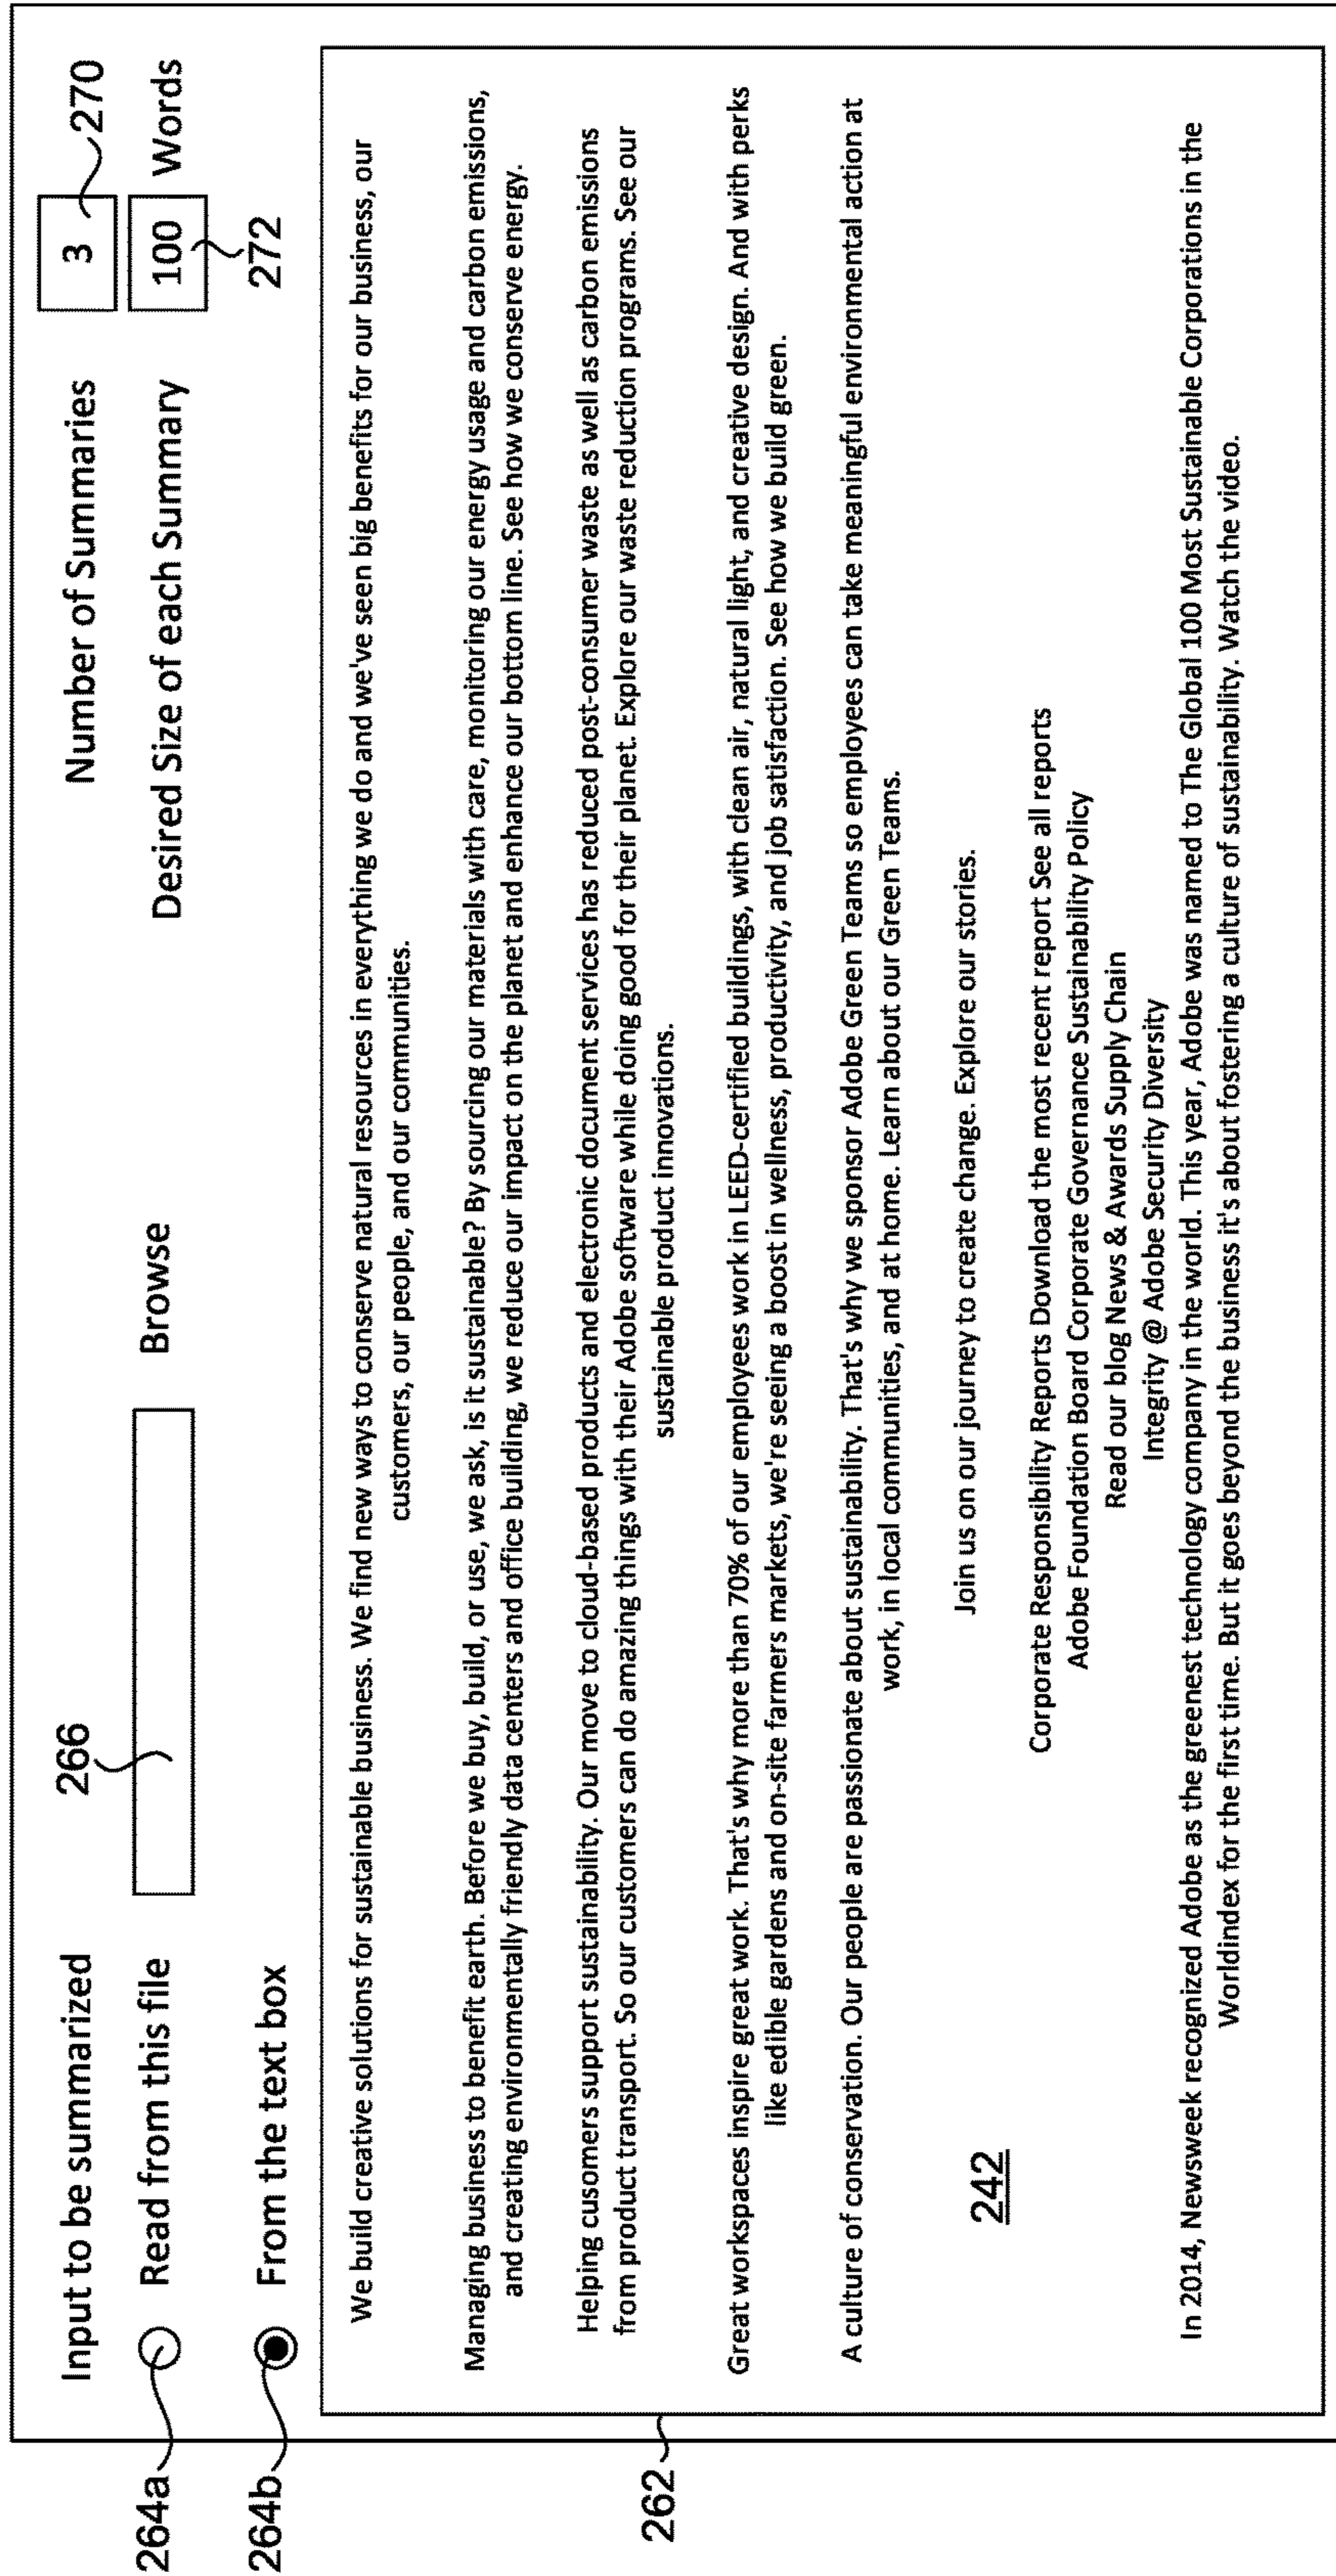 Input to be summarized
266
Number of Summaries
3
270
264a
Read from this file
Browse
Desired Size of each Summary
100
Words
272
264b
From the text box
262
We build creative solutions for sustainable business. We find new ways to conserve natural resources in everything we do and we've seen big benefits for our business, our
customers, our people, and our communities.
Managing business to benefit earth. Before we buy, build, or use, we ask, is it sustainable? By sourcing our materials with care, monitoring our energy usage and carbon emissions,
and creating environmentally friendly data centers and office building, we reduce our impact on the planet and enhance our bottom line. See how we conserve energy.
Helping cusomers support sustainability. Our move to cloud-based products and electronic document services has reduced post-consumer waste as well as carbon emissions
from product transport. So our customers can do amazing things with their Adobe software while doing good for their planet. Explore our waste reduction programs. See our
sustainable product innovations.
Great workspaces inspire great work. That's why more than 70% of our employees work in LEED-certified buildings, with clean air, natural light, and creative design. And with perks
like edible gardens and on-site farmers markets, we're seeing a boost in wellness, productivity, and job satisfaction. See how we build green.
A culture of conservation. Our people are passionate about sustainability. That's why we sponsor Adobe Green Teams so employees can take meaningful environmental action at
work, in local communities, and at home. Learn about our Green Teams.
Join us on our journey to create change. Explore our stories.
242
Corporate Responsibility Reports Download the most recent report See all reports
Adobe Foundation Board Corporate Governance Sustainability Policy
Read our blog News & Awards Supply Chain
Integrity @ Adobe Security Diversity
In 2014, Newsweek recognized Adobe as the greenest technology company in the world. This year, Adobe was named to The Global 100 Most Sustainable Corporations in the
Worldindex for the first time. But it goes beyond the business it's about fostering a culture of sustainability. Watch the video.